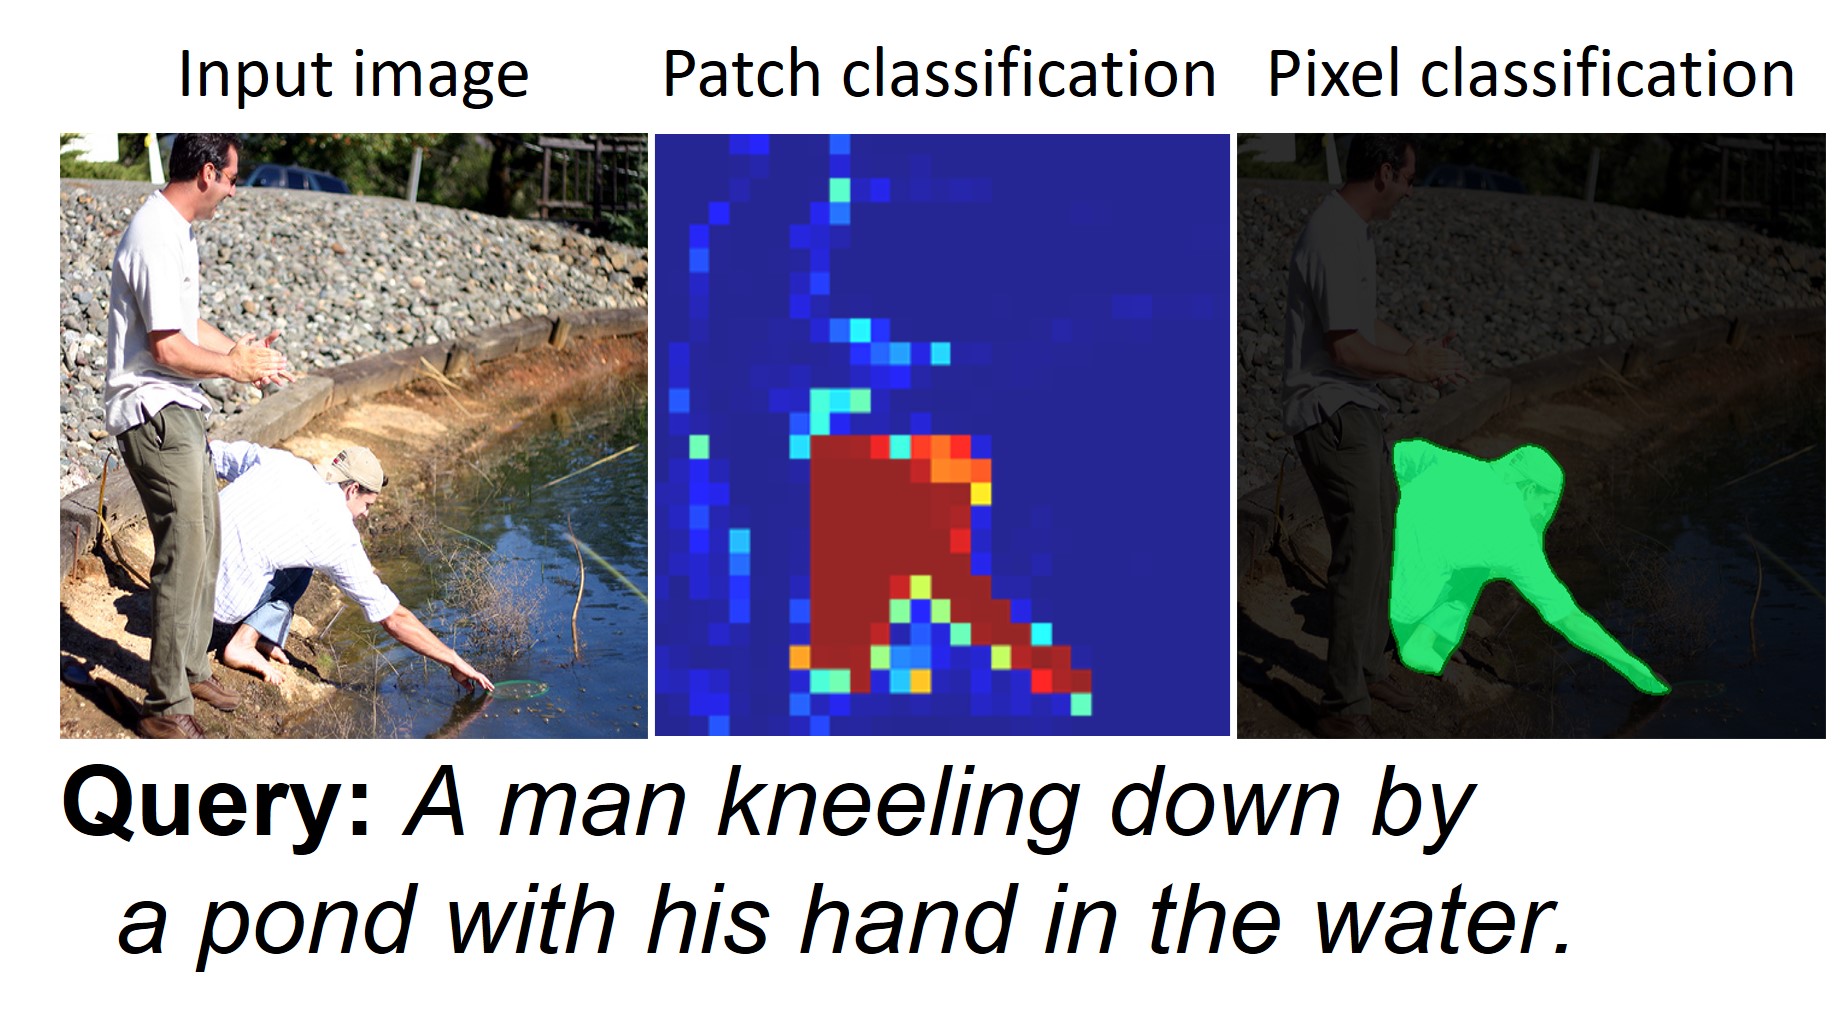 Input image
Patch classification
Pixel classification
Query: A man kneeling down by
a pond with his hand in the water.